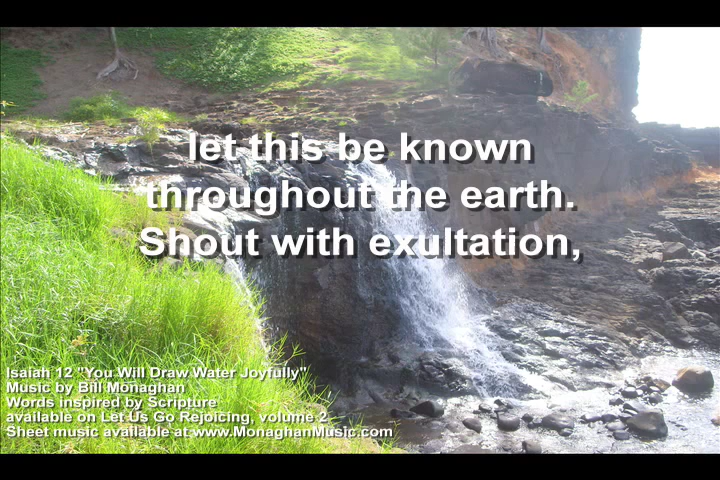 let this be known
throughout the earth.
Shout with exultation,
Isaiah 12 "You Will Draw Water Joyfully"
Music by Bill Monaghan
Words inspired by Scripture
available on Let Us Go Rejoicing, volume 2
Sheet music available at www.MonaghanMusic.com